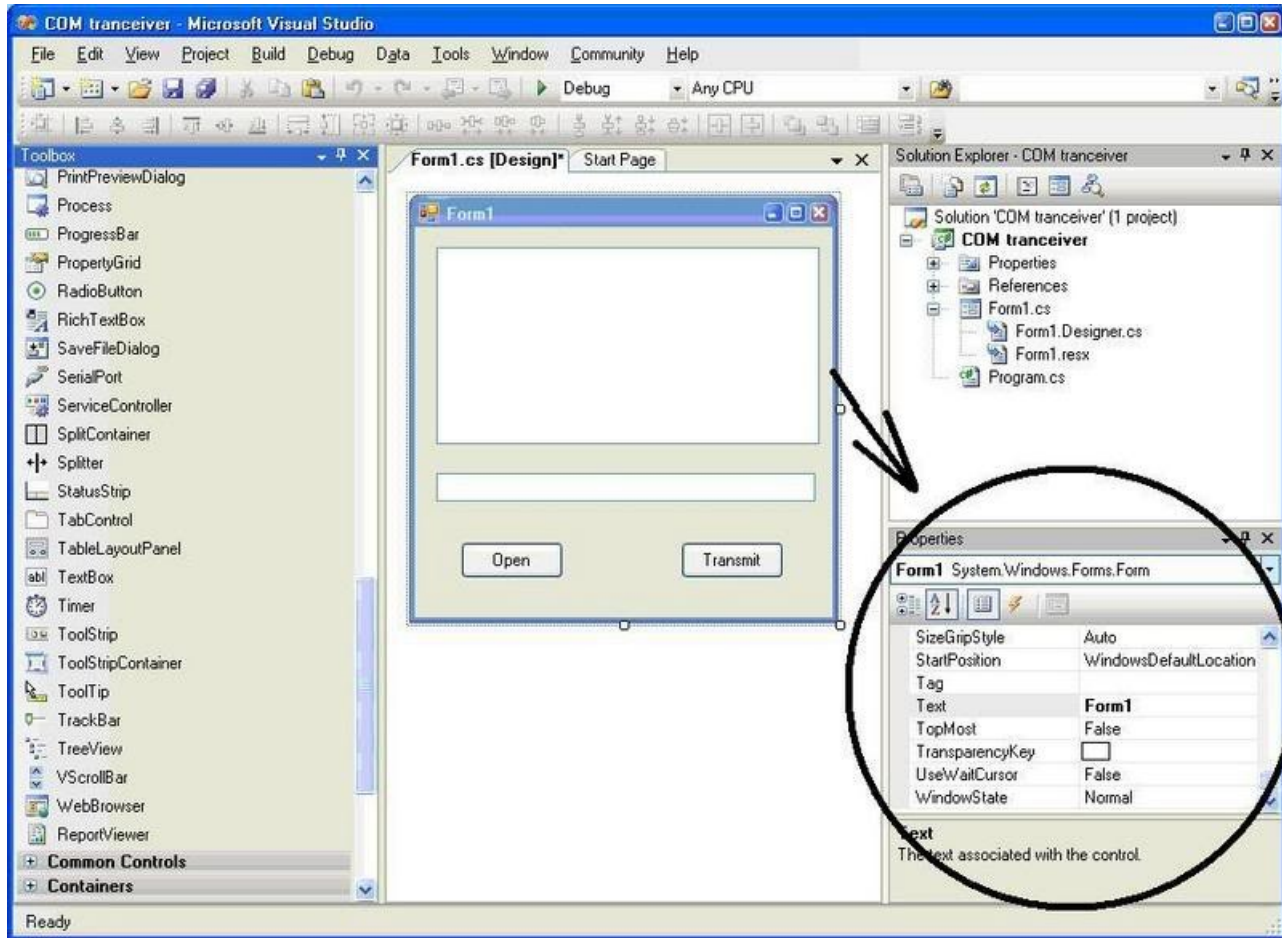 COM tranceiver - Microsoft Visual Studio
File Edit View Project Build Debug Data Tools Window Community Help
Debug Any CPU
Toolbox
PrintPreviewDialog
Process
ProgressBar
PropertyGrid
RadioButton
RichTextBox
SaveFileDialog
SerialPort
ServiceController
SplitContainer
Splitter
StatusStrip
TabControl
TableLayoutPanel
abl TextBox
Timer
ToolStrip
ToolStripContainer
ToolTip
TrackBar
TreeView
VScrollBar
WebBrowser
ReportViewer
Common Controls
Containers
Form1.cs [Design]* Start Page
Form1
Open Transmit
Solution Explorer - COM tranceiver
Solution 'COM tranceiver' (1 project)
COM tranceiver
Properties
References
Form1.cs
Form1.Designer.cs
Form1.resx
Program.cs
Properties
Form1 System.Windows.Forms.Form
SizeGripStyle Auto
StartPosition WindowsDefaultLocation
Tag
Text Form1
TopMost False
TransparencyKey
UseWaitCursor False
WindowState Normal
Text
The text associated with the control.
Ready